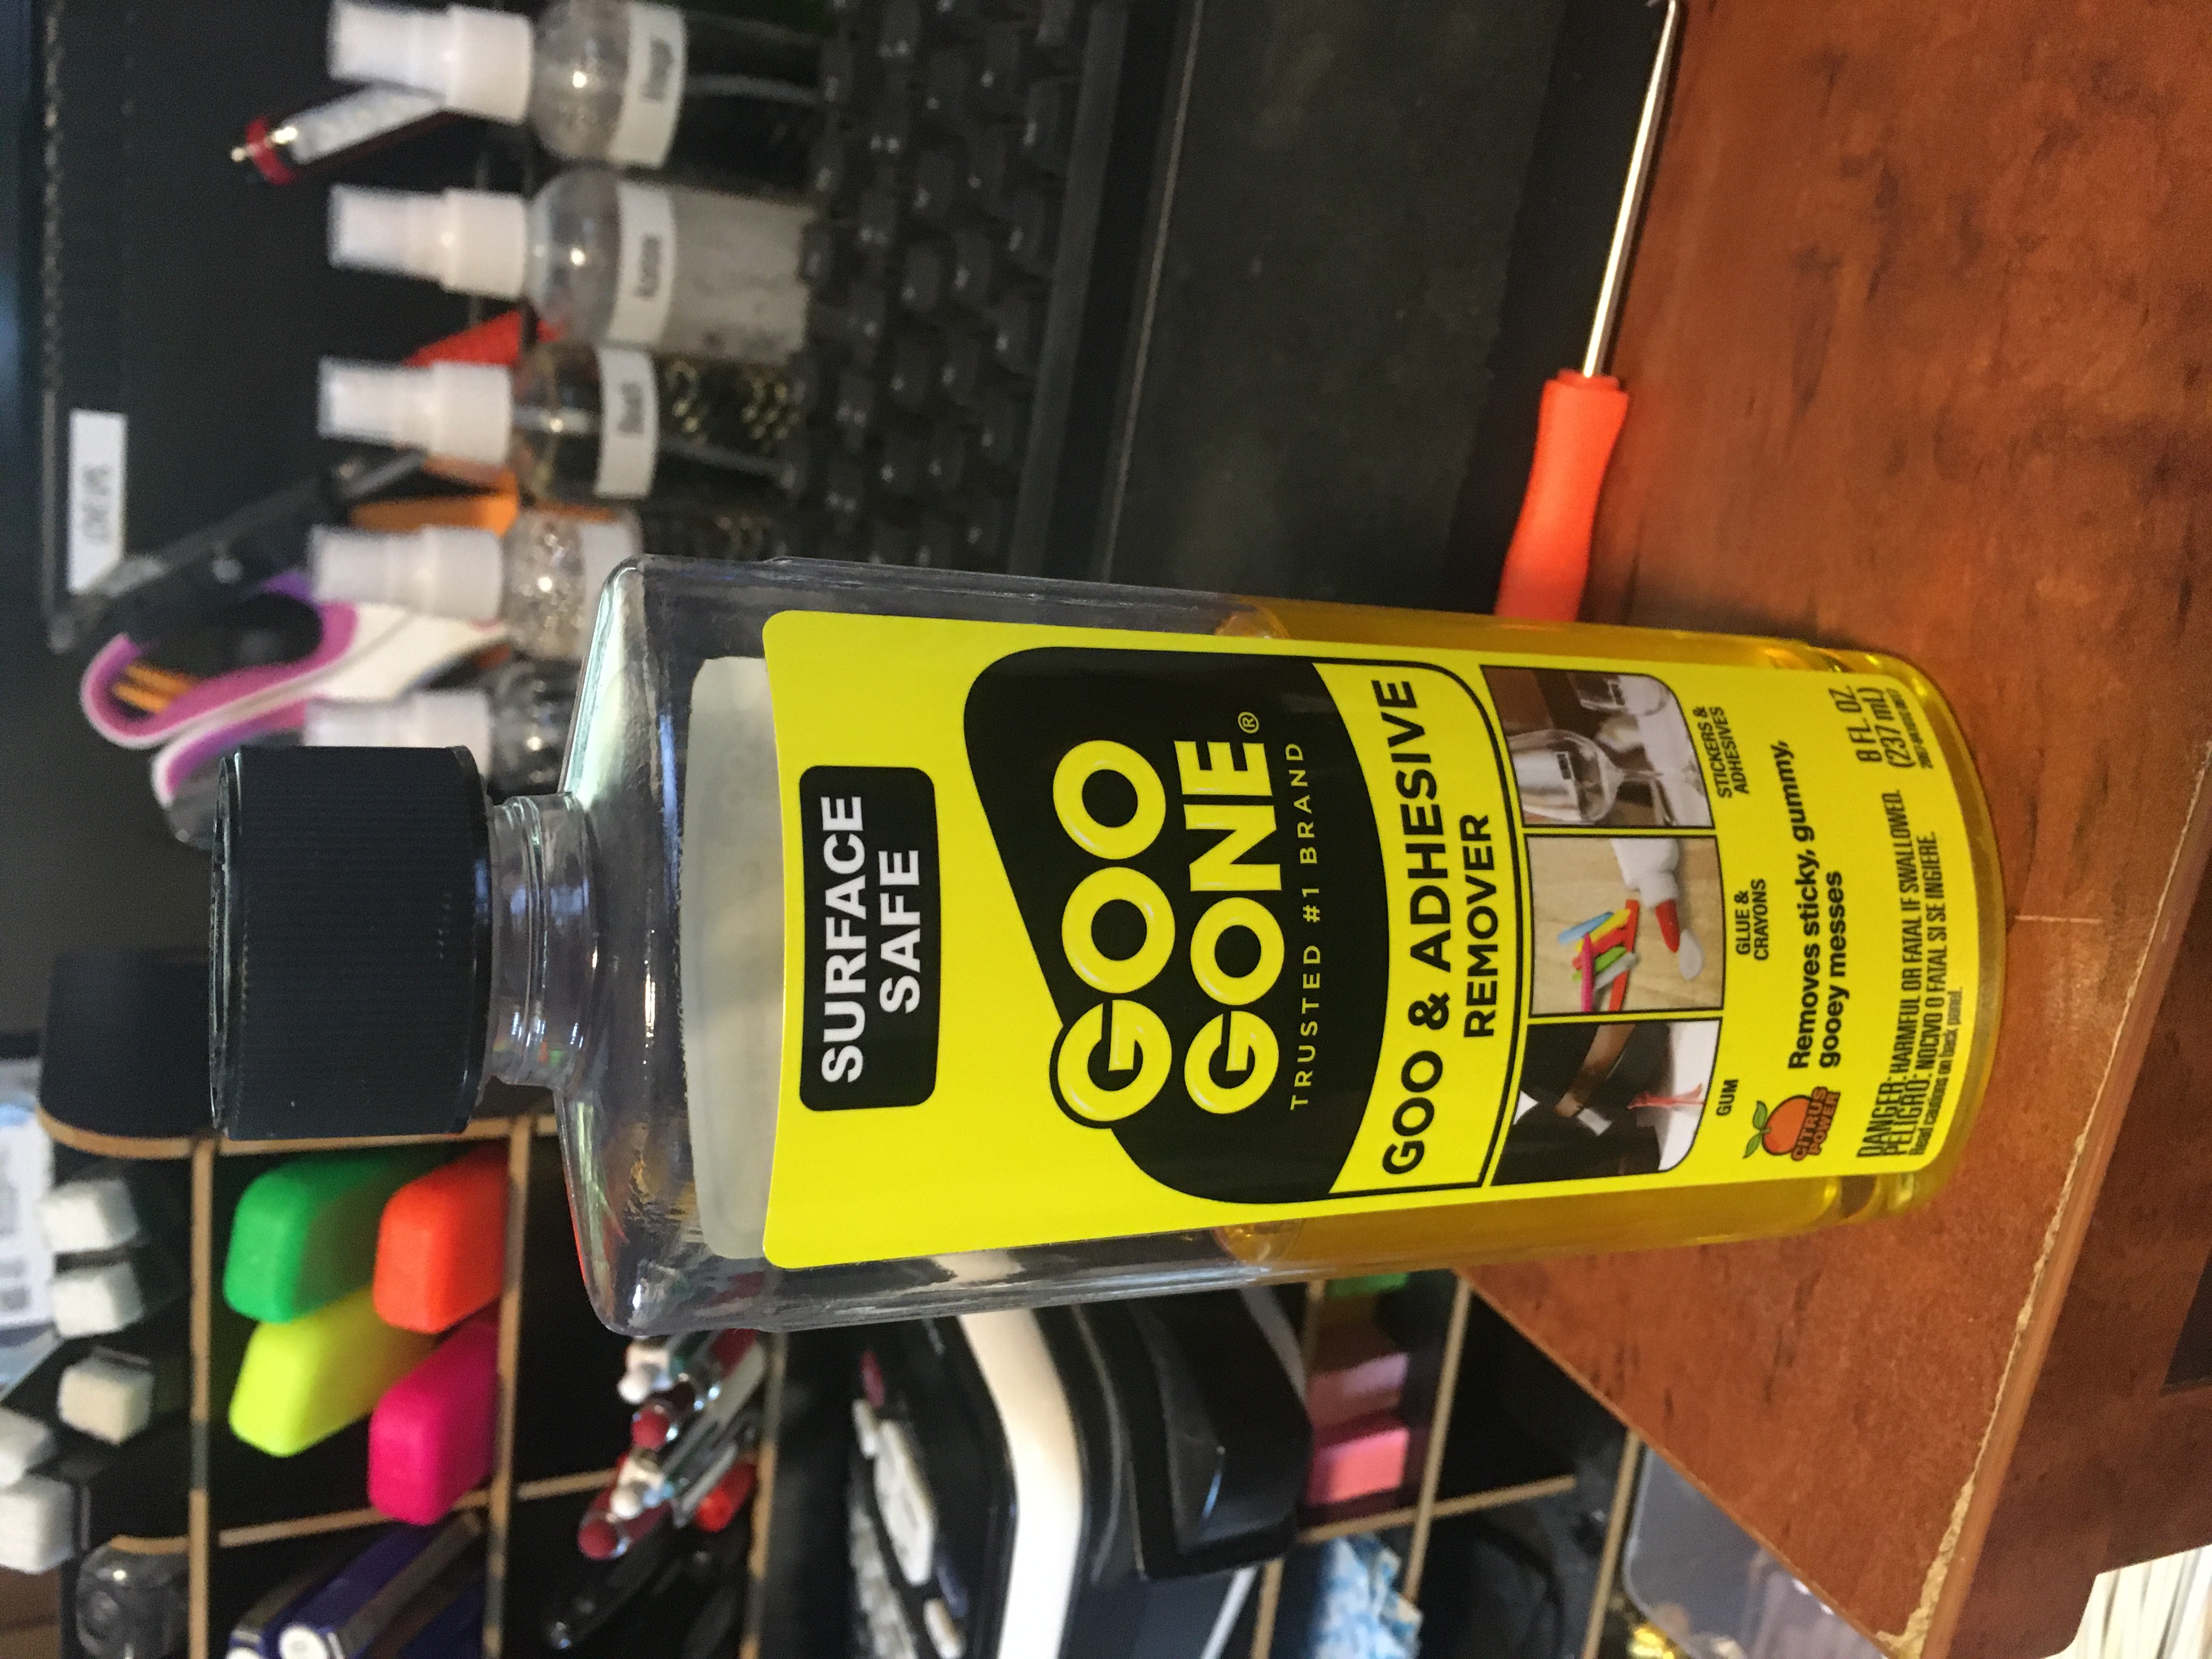 SURFACE
SAFE
GOO
GONE®
TRUSTED #1 BRAND
GOO & ADHESIVE
REMOVER
GUM
GLUE &
CRAYONS
STICKERS &
ADHESIVES
CITRUS
POWER
Removes sticky, gummy,
gooey messes
DANGER: HARMFUL OR FATAL IF SWALLOWED.
PELIGRO: NOCIVO O FATAL SI SE INGIERE.
Read cautions on back panel.
8 FL. OZ.
(237 mL)